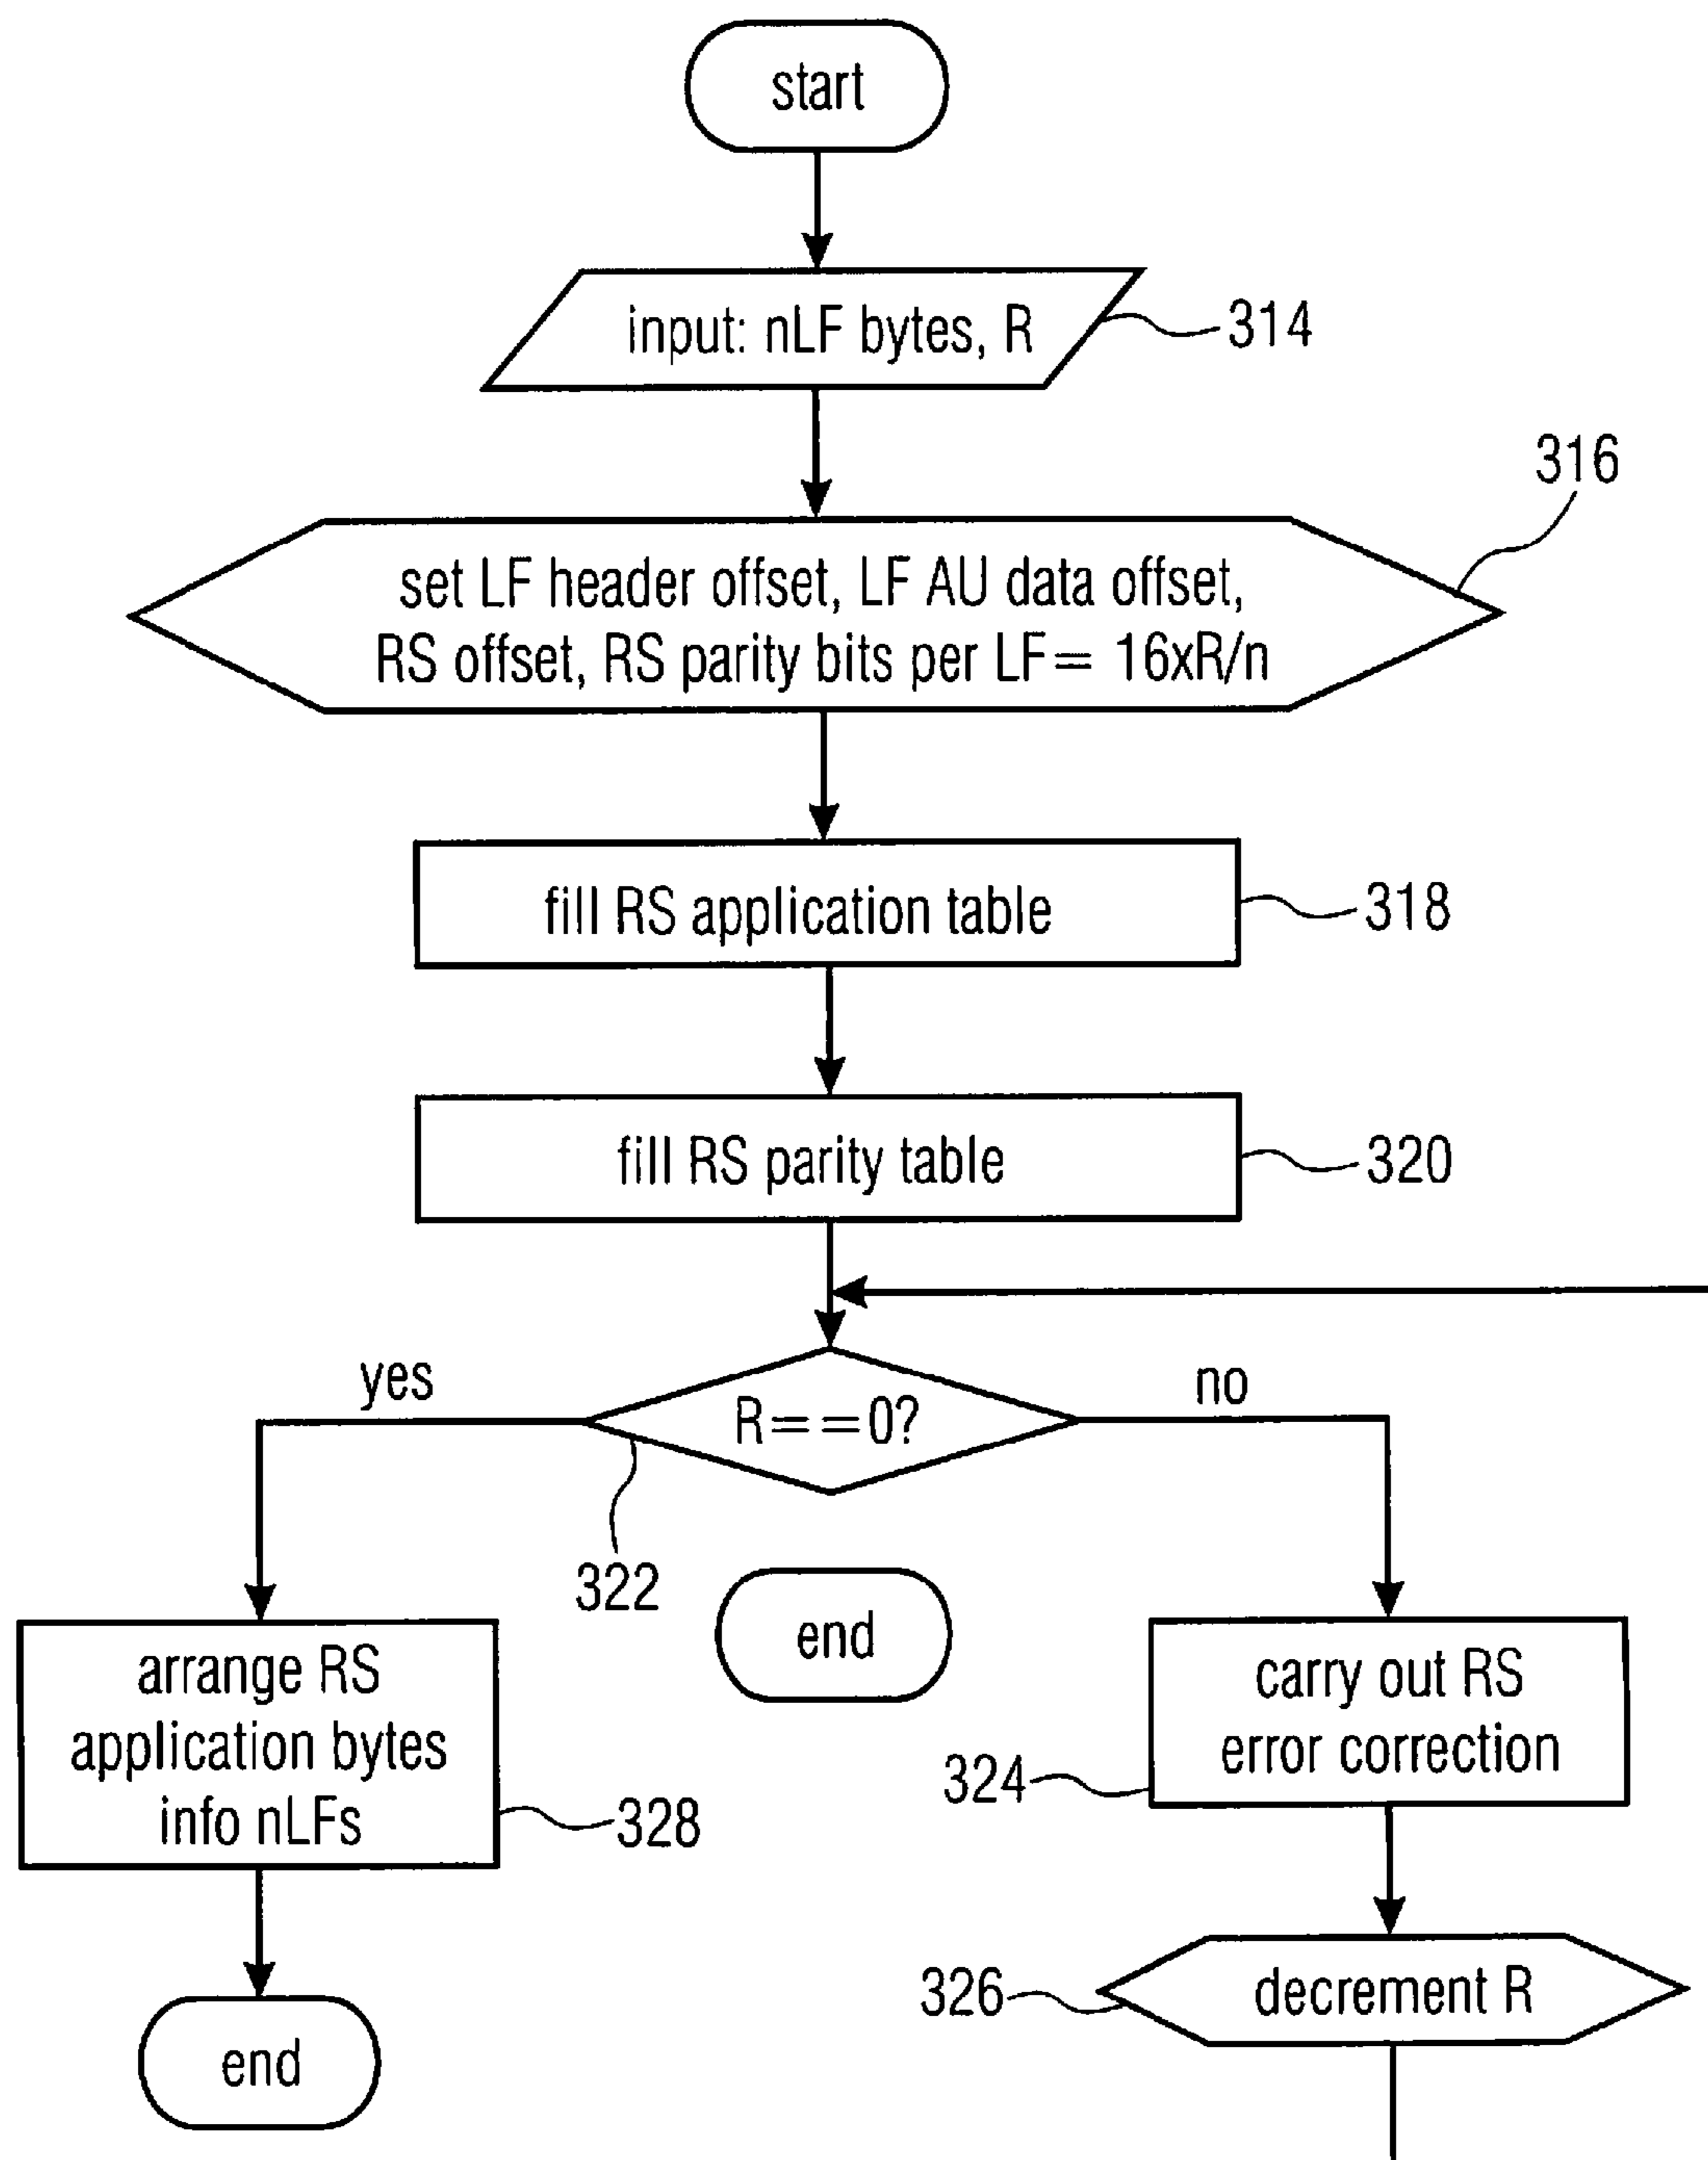 start
input: nLF bytes, R
314
316
set LF header offset, LF AU data offset,
RS offset, RS parity bits per LF= 16xR/n
fill RS application table
318
fill RS parity table
320
yes
R==0?
no
322
end
arrange RS
application bytes
info nLFs
328
carry out RS
error correction
324
326
decrement R
end